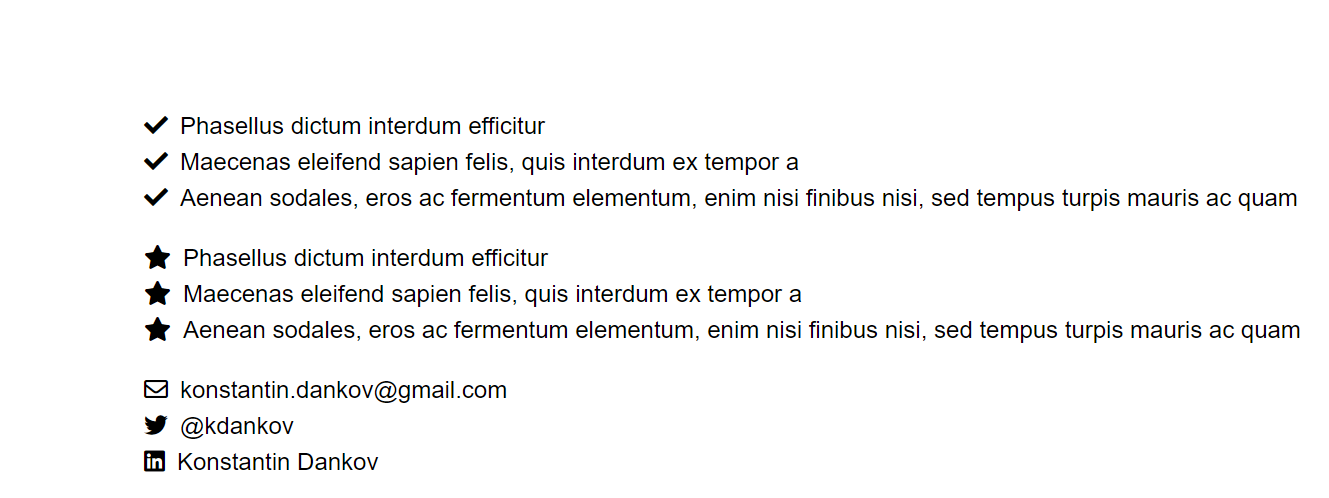 Phasellus dictum interdum efficitur
Maecenas eleifend sapien felis, quis interdum ex tempor a
Aenean sodales, eros ac fermentum elementum, enim nisi finibus nisi, sed tempus turpis mauris ac quam
Phasellus dictum interdum efficitur
Maecenas eleifend sapien felis, quis interdum ex tempor a
Aenean sodales, eros ac fermentum elementum, enim nisi finibus nisi, sed tempus turpis mauris ac quam
konstantin.dankov@gmail.com
@kdankov
Konstantin Dankov